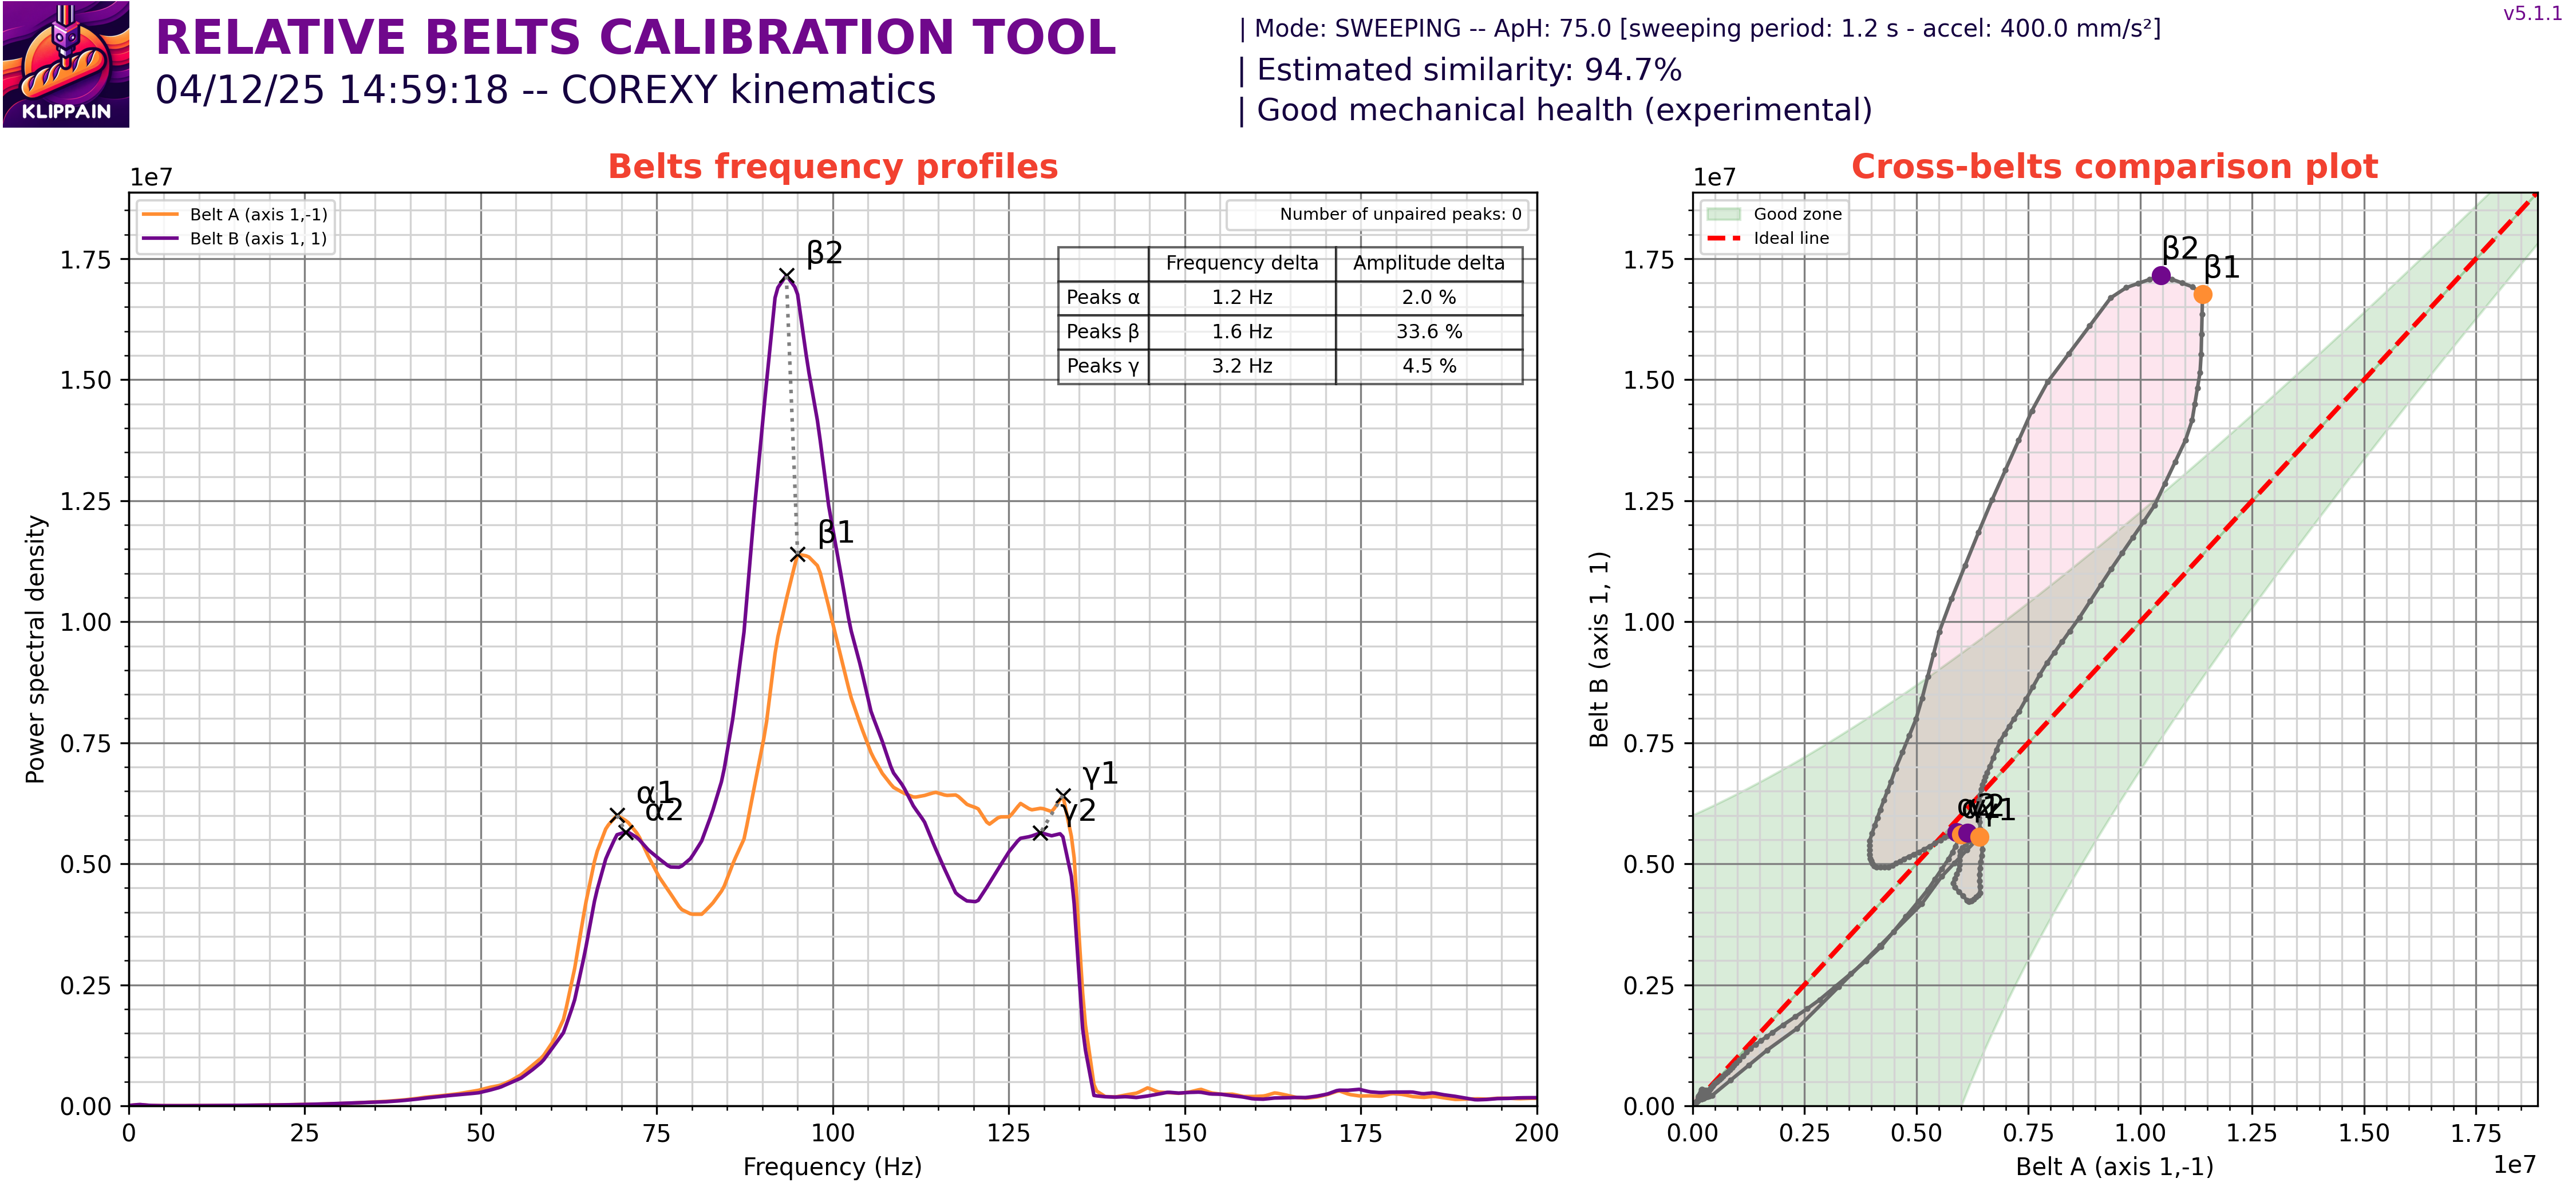 KLIPPAIN
RELATIVE BELTS CALIBRATION TOOL
04/12/25 14:59:18 -- COREXY kinematics
| Mode: SWEEPING -- ApH: 75.0 [sweeping period: 1.2 s - accel: 400.0 mm/s²]
| Estimated similarity: 94.7%
| Good mechanical health (experimental)
v5.1.1
Belts frequency profiles
1e7
Belt A (axis 1,-1)
Belt B (axis 1, 1)
Number of unpaired peaks: 0
Frequency delta Amplitude delta
Peaks α 1.2 Hz 2.0 %
Peaks β 1.6 Hz 33.6 %
Peaks γ 3.2 Hz 4.5 %
β2
β1
α1
α2
γ1
γ2
Power spectral density
1.75
1.50
1.25
1.00
0.75
0.50
0.25
0.00
0 25 50 75 100 125 150 175 200
Frequency (Hz)
Cross-belts comparison plot
1e7
Good zone
Ideal line
β2
β1
Belt B (axis 1, 1)
1.75
1.50
1.25
1.00
0.75
0.50
0.25
0.00
0.00 0.25 0.50 0.75 1.00 1.25 1.50 1.75
Belt A (axis 1,-1)
1e7